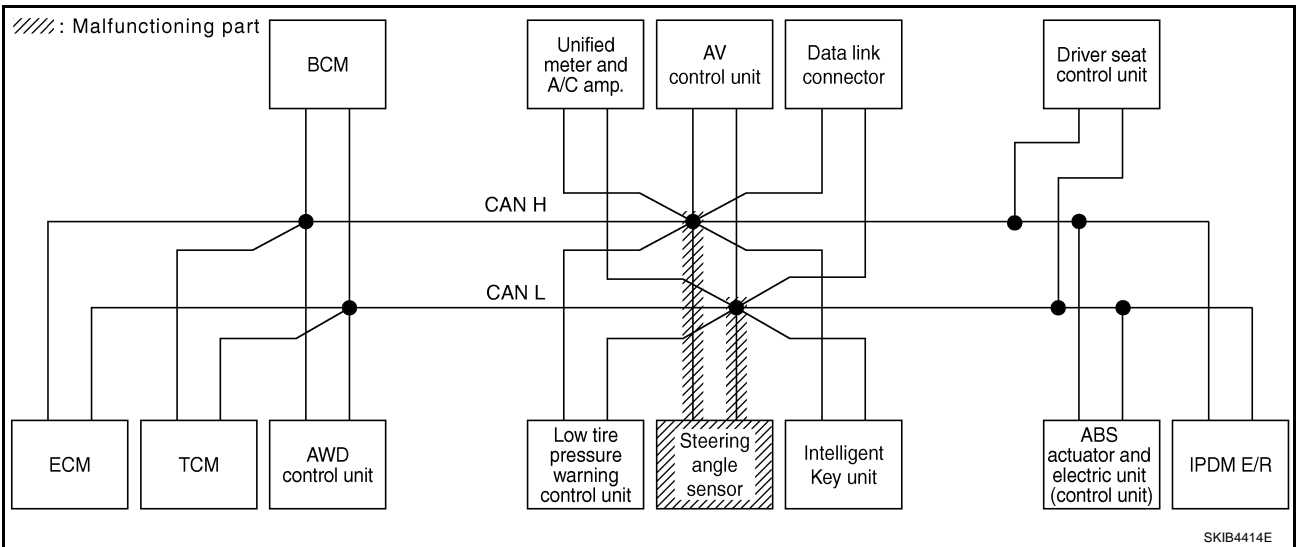 : Malfunctioning part
BCM
Unified
meter and
A/C amp.
AV
control unit
Data link
connector
Driver seat
control unit
CAN H
CAN L
ECM
TCM
AWD
control unit
Low tire
pressure
warning
control unit
Steering
angle
sensor
Intelligent
Key unit
ABS
actuator and
electric unit
(control unit)
IPDM E/R
SKIB4414E